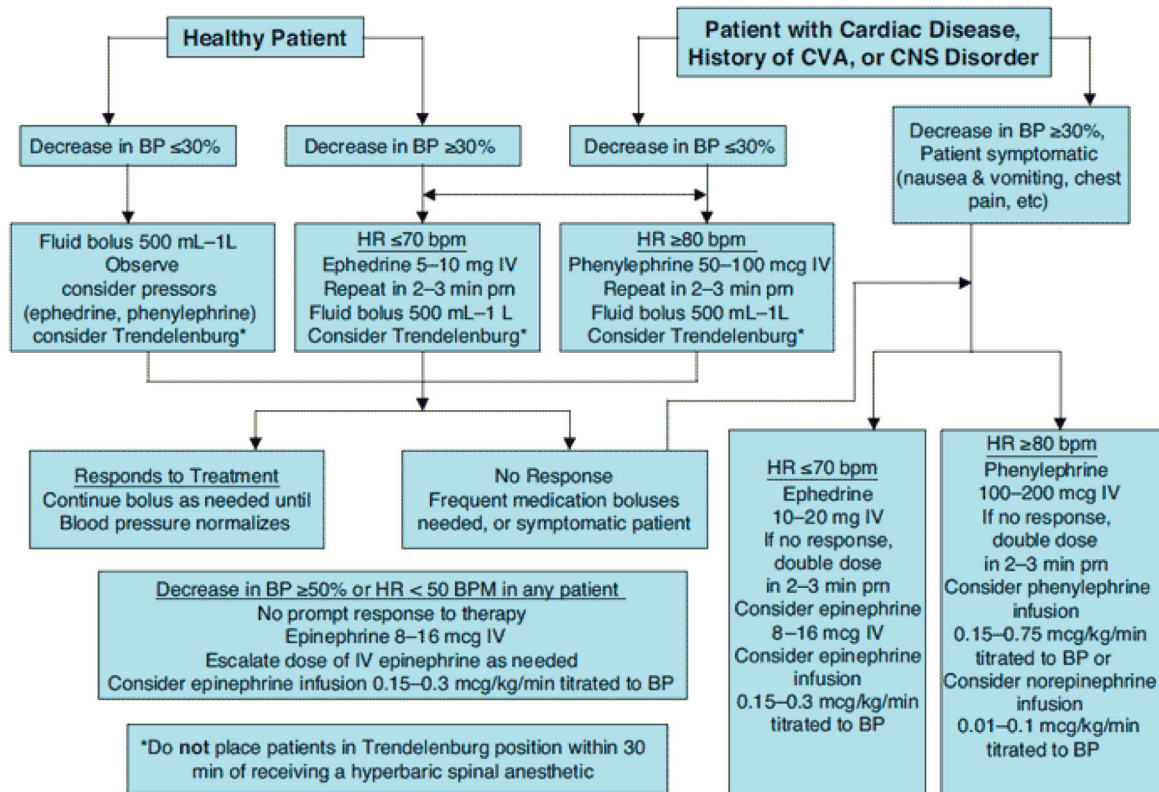 Healthy Patient
Patient with Cardiac Disease,
History of CVA, or CNS Disorder
Decrease in BP ≤30%
Decrease in BP ≥30%
Decrease in BP ≤30%
Decrease in BP ≥30%,
Patient symptomatic
(nausea & vomiting, chest
pain, etc)
Fluid bolus 500 mL–1L
Observe
consider pressors
(ephedrine, phenylephrine)
consider Trendelenburg*
HR ≤70 bpm
Ephedrine 5–10 mg IV
Repeat in 2–3 min prn
Fluid bolus 500 mL–1 L
Consider Trendelenburg*
HR ≥80 bpm
Phenylephrine 50–100 mcg IV
Repeat in 2–3 min prn
Fluid bolus 500 mL–1L
Consider Trendelenburg*
Responds to Treatment
Continue bolus as needed until
Blood pressure normalizes
No Response
Frequent medication boluses
needed, or symptomatic patient
HR ≤70 bpm
Ephedrine
10–20 mg IV
If no response,
double dose
in 2–3 min prn
Consider epinephrine
8–16 mcg IV
Consider epinephrine
infusion
0.15–0.3 mcg/kg/min
titrated to BP
HR ≥80 bpm
Phenylephrine
100–200 mcg IV
If no response,
double dose
in 2–3 min prn
Consider phenylephrine
infusion
0.15–0.75 mcg/kg/min
titrated to BP or
Consider norepinephrine
infusion
0.01–0.1 mcg/kg/min
titrated to BP
Decrease in BP ≥50% or HR < 50 BPM in any patient
No prompt response to therapy
Epinephrine 8–16 mcg IV
Escalate dose of IV epinephrine as needed
Consider epinephrine infusion 0.15–0.3 mcg/kg/min titrated to BP
*Do not place patients in Trendelenburg position within 30
min of receiving a hyperbaric spinal anesthetic